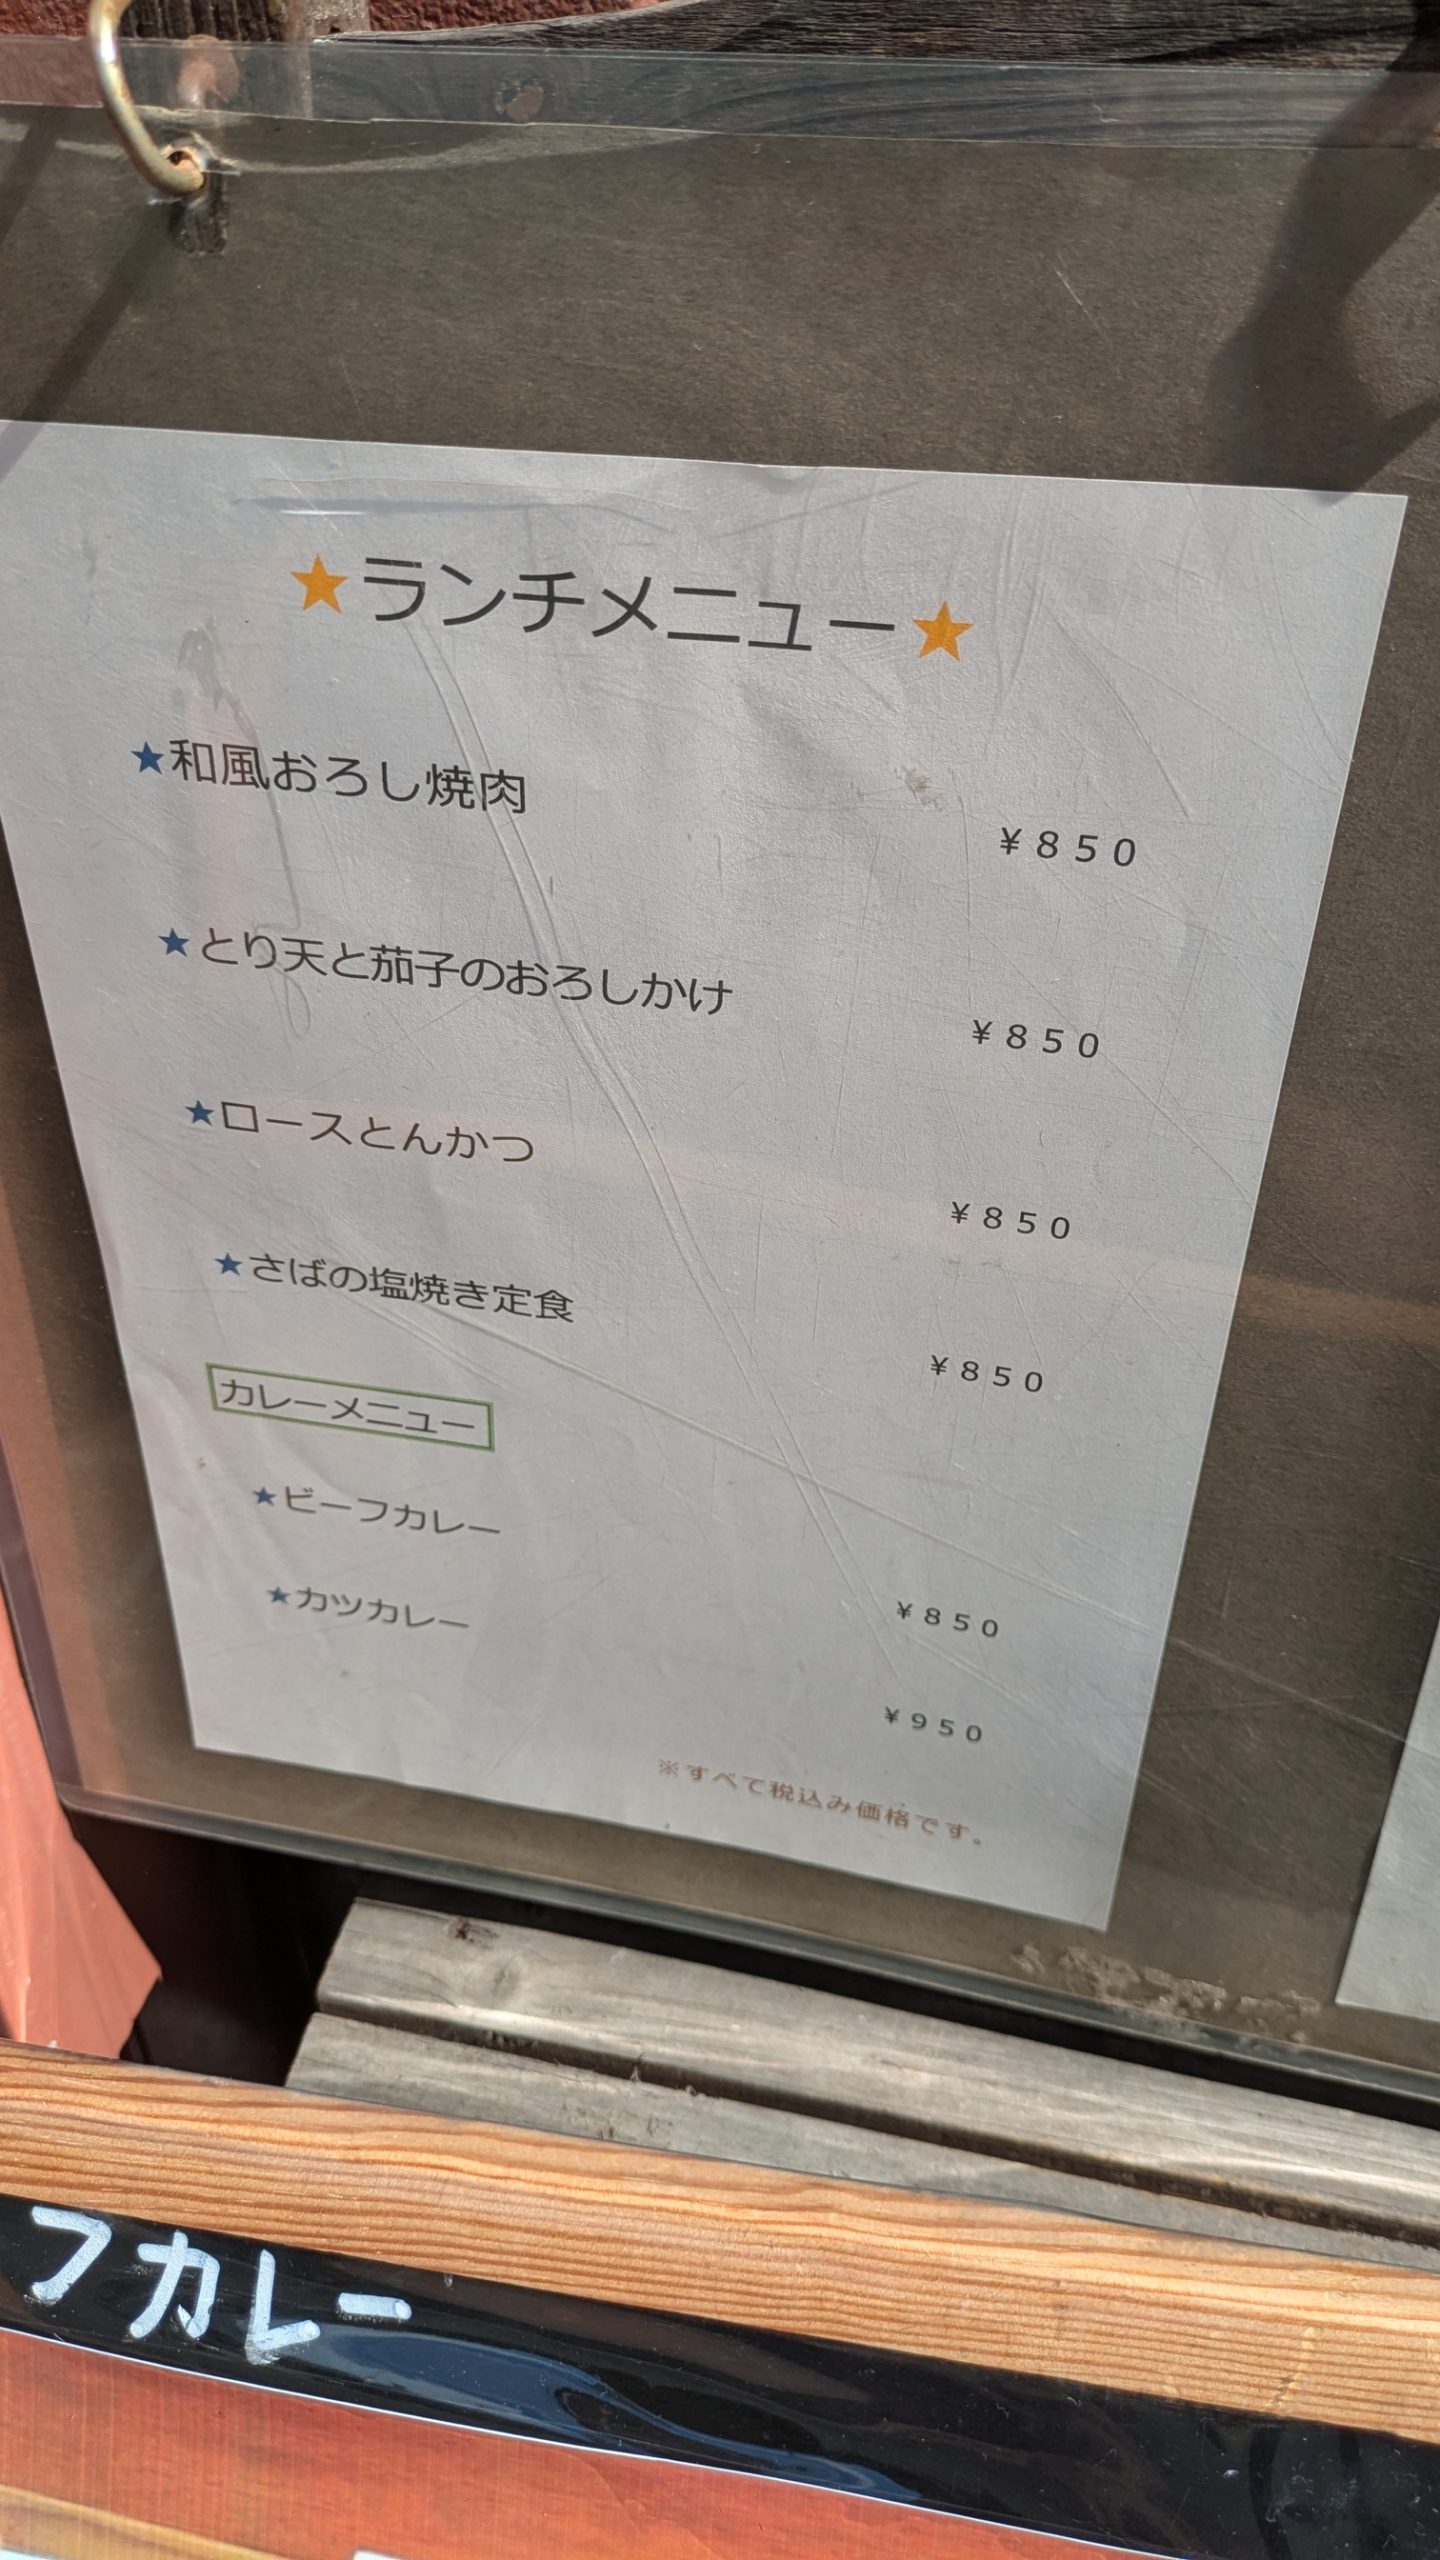 ★ランチメニュー★
★和風おろし焼肉
￥８５０
★とり天と茄子のおろしかけ
￥８５０
★ロースとんかつ
￥８５０
★さばの塩焼き定食
￥８５０
カレーメニュー
★ビーフカレー
￥８５０
★カツカレー
￥９５０
※すべて税込み価格です。
フカレー